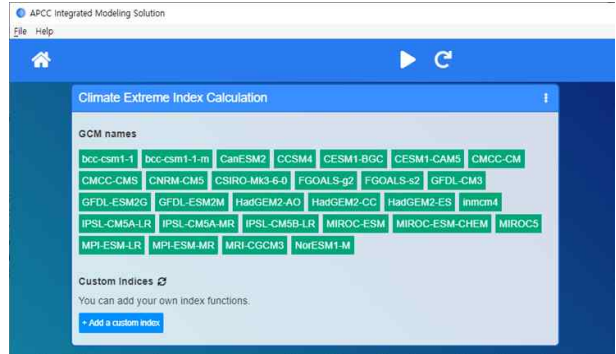 APCC Integrated Modeling Solution
File Help
Climate Extreme Index Calculation
GCM names
bcc-csm1-1 bcc-csm1-1-m CanESM2 CCSM4 CESM1-BGC CESM1-CAM5 CMCC-CM
CMCC-CMS CNRM-CM5 CSIRO-Mk3-6-0 FGOALS-g2 FGOALS-s2 GFDL-CM3
GFDL-ESM2G GFDL-ESM2M HadGEM2-AO HadGEM2-CC HadGEM2-ES inmcm4
IPSL-CM5A-LR IPSL-CM5A-MR IPSL-CM5B-LR MIROC-ESM MIROC-ESM-CHEM MIROC5
MPI-ESM-LR MPI-ESM-MR MRI-CGCM3 NorESM1-M
Custom Indices
You can add your own index functions.
+ Add a custom index